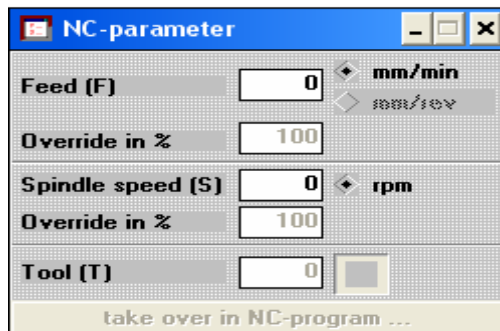 NC-parameter
Feed (F) 0 mm/min
mm/rev
Override in % 100
Spindle speed (S) 0 rpm
Override in % 100
Tool (T) 0
take over in NC-program ...